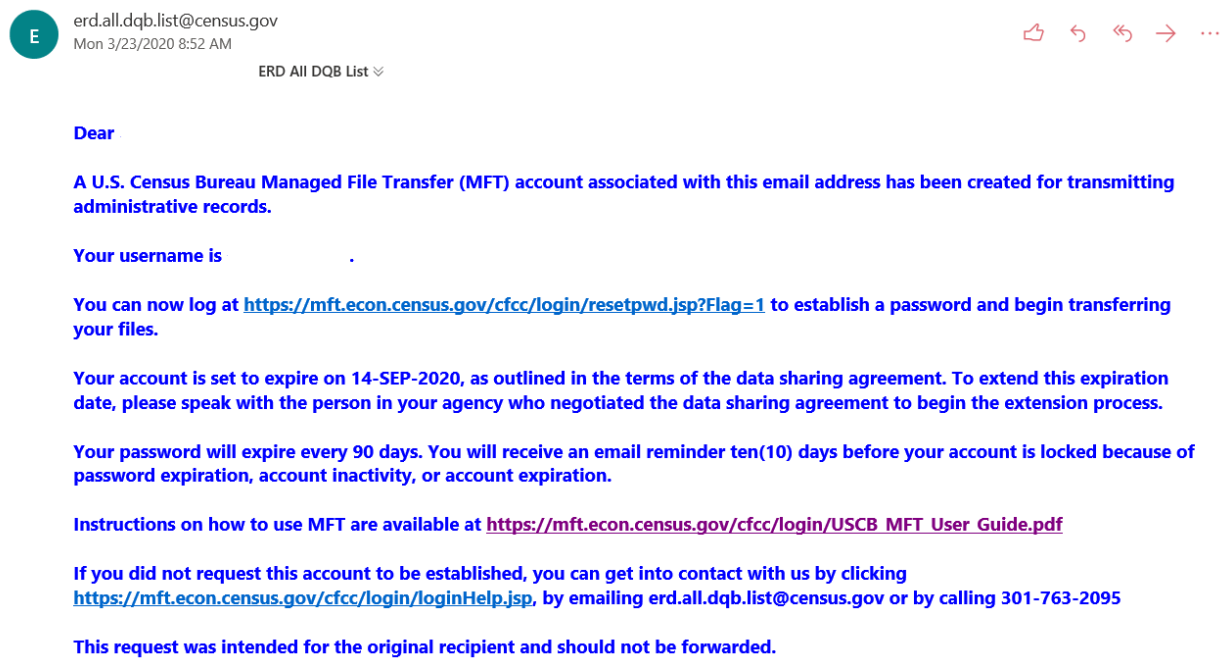 E
erd.all.dqb.list@census.gov
Mon 3/23/2020 8:52 AM
ERD All DQB List
Dear
A U.S. Census Bureau Managed File Transfer (MFT) account associated with this email address has been created for transmitting
administrative records.
Your username is .
You can now log at https://mft.econ.census.gov/cfcc/login/resetpwd.jsp?Flag=1 to establish a password and begin transferring
your files.
Your account is set to expire on 14-SEP-2020, as outlined in the terms of the data sharing agreement. To extend this expiration
date, please speak with the person in your agency who negotiated the data sharing agreement to begin the extension process.
Your password will expire every 90 days. You will receive an email reminder ten(10) days before your account is locked because of
password expiration, account inactivity, or account expiration.
Instructions on how to use MFT are available at https://mft.econ.census.gov/cfcc/login/USCB_MFT_User_Guide.pdf
If you did not request this account to be established, you can get into contact with us by clicking
https://mft.econ.census.gov/cfcc/login/loginHelp.jsp, by emailing erd.all.dqb.list@census.gov or by calling 301-763-2095
This request was intended for the original recipient and should not be forwarded.